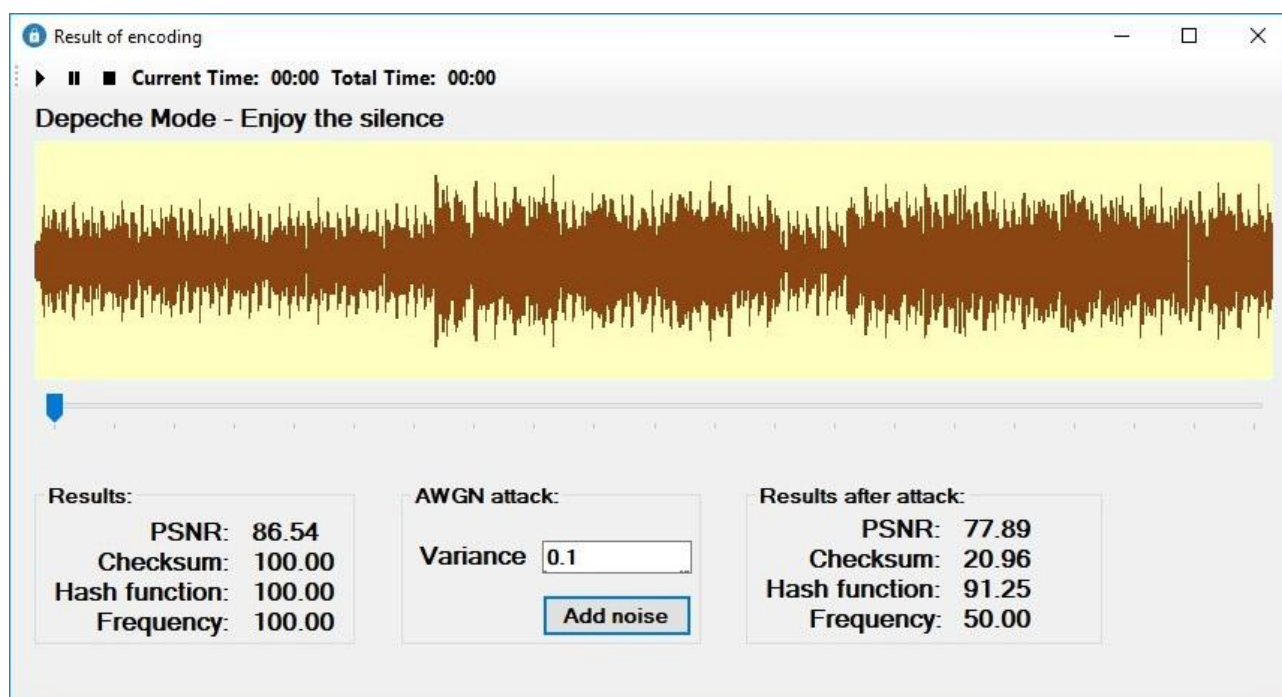 Result of encoding
Current Time: 00:00 Total Time: 00:00
Depeche Mode - Enjoy the silence
Results:
PSNR: 86.54
Checksum: 100.00
Hash function: 100.00
Frequency: 100.00
AWGN attack:
Variance 0.1
Add noise
Results after attack:
PSNR: 77.89
Checksum: 20.96
Hash function: 91.25
Frequency: 50.00